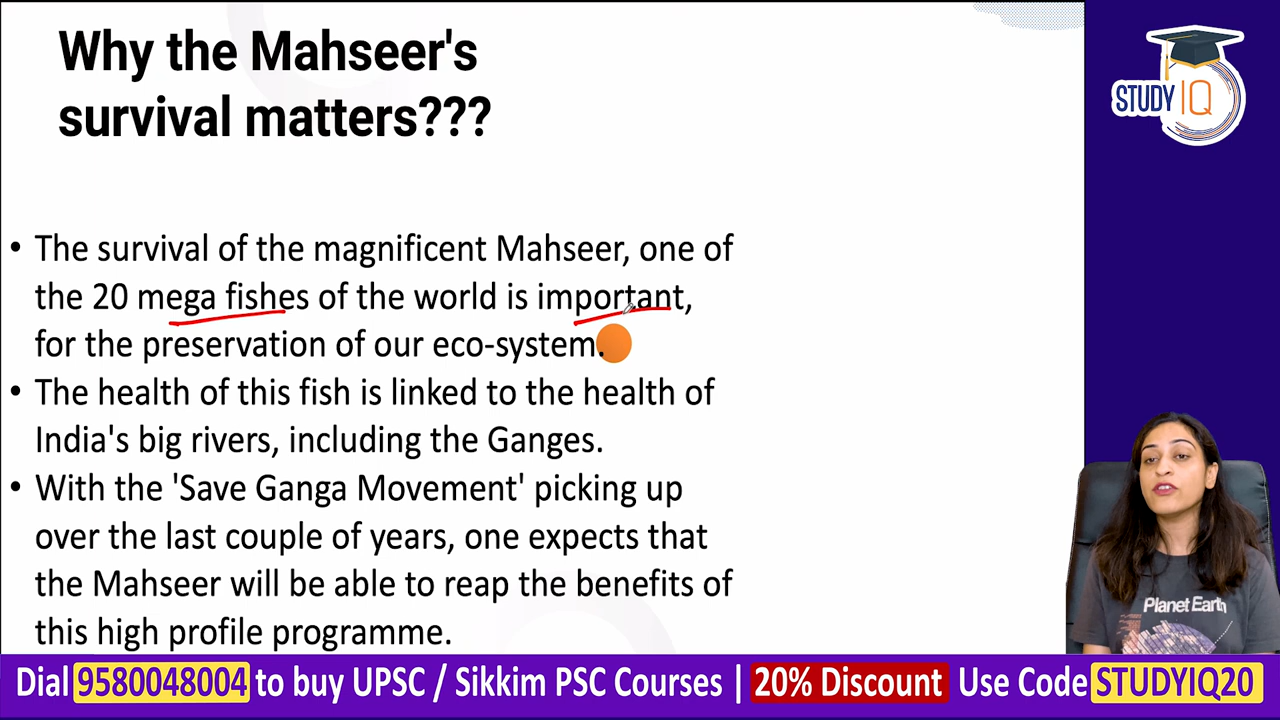 Why the Mahseer's
survival matters???
STUDY IQ
• The survival of the magnificent Mahseer, one of
the 20 mega fishes of the world is important,
for the preservation of our eco-system.
• The health of this fish is linked to the health of
India's big rivers, including the Ganges.
• With the 'Save Ganga Movement' picking up
over the last couple of years, one expects that
the Mahseer will be able to reap the benefits of
this high profile programme.
Planet Earth
Dial 9580048004 to buy UPSC / Sikkim PSC Courses | 20% Discount Use Code STUDYIQ20